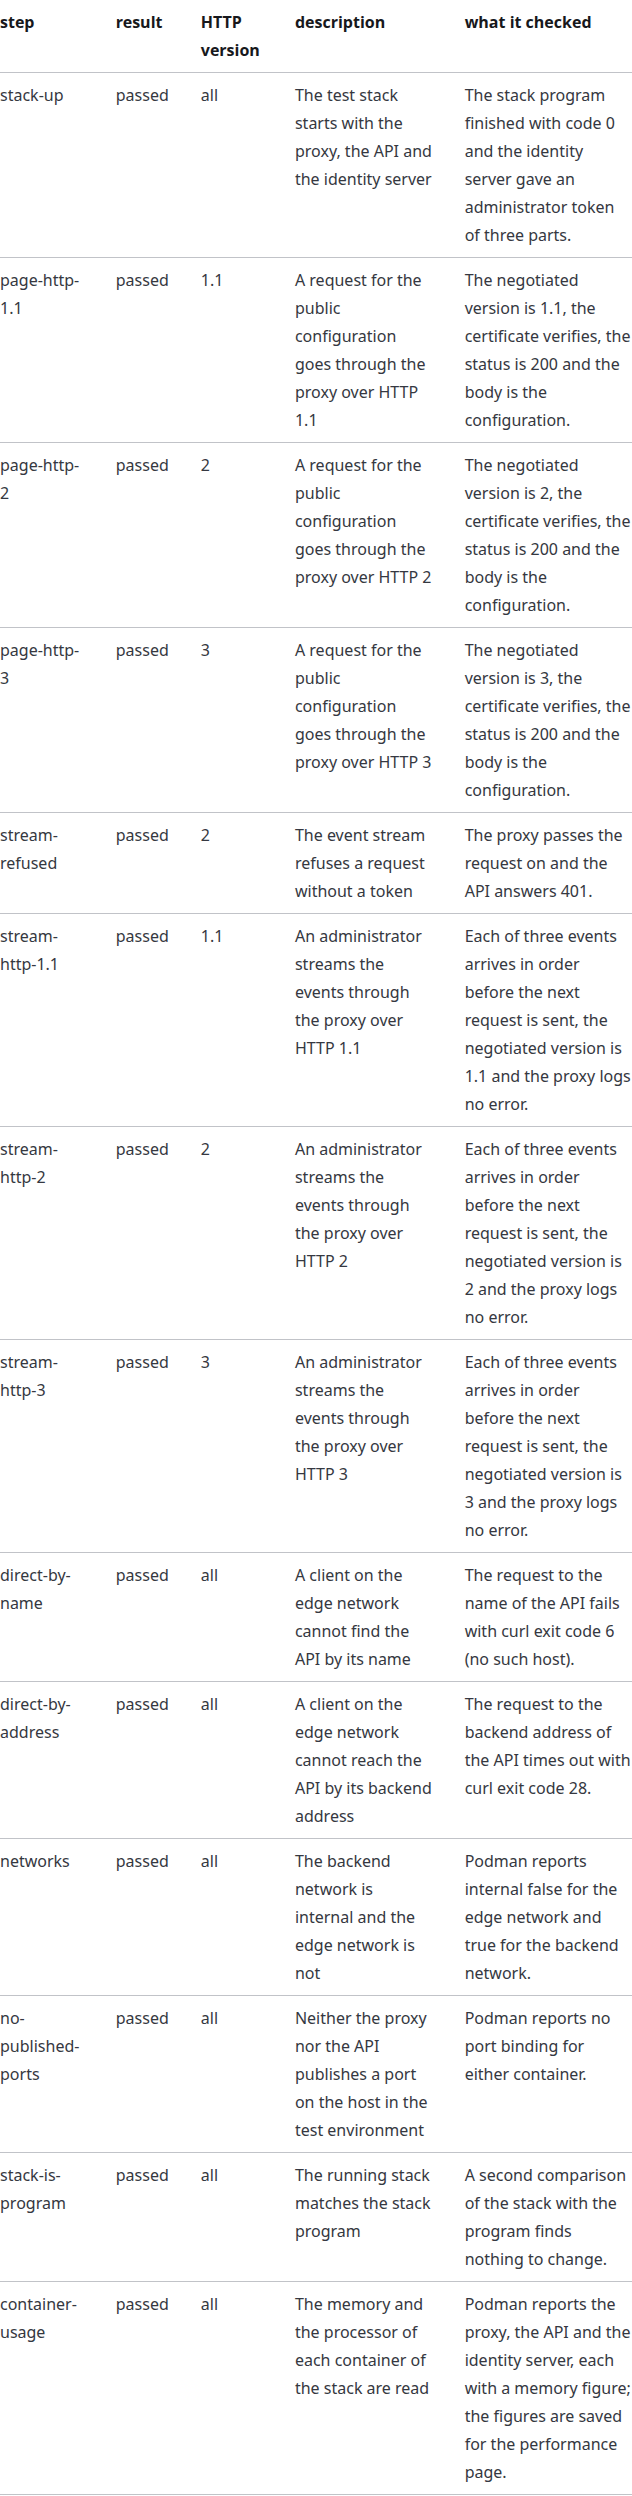 step result HTTP version description what it checked
stack-up passed all The test stack starts with the proxy, the API and the identity server The stack program finished with code 0 and the identity server gave an administrator token of three parts.
page-http-1.1 passed 1.1 A request for the public configuration goes through the proxy over HTTP 1.1 The negotiated version is 1.1, the certificate verifies, the status is 200 and the body is the configuration.
page-http-2 passed 2 A request for the public configuration goes through the proxy over HTTP 2 The negotiated version is 2, the certificate verifies, the status is 200 and the body is the configuration.
page-http-3 passed 3 A request for the public configuration goes through the proxy over HTTP 3 The negotiated version is 3, the certificate verifies, the status is 200 and the body is the configuration.
stream-refused passed 2 The event stream refuses a request without a token The proxy passes the request on and the API answers 401.
stream-http-1.1 passed 1.1 An administrator streams the events through the proxy over HTTP 1.1 Each of three events arrives in order before the next request is sent, the negotiated version is 1.1 and the proxy logs no error.
stream-http-2 passed 2 An administrator streams the events through the proxy over HTTP 2 Each of three events arrives in order before the next request is sent, the negotiated version is 2 and the proxy logs no error.
stream-http-3 passed 3 An administrator streams the events through the proxy over HTTP 3 Each of three events arrives in order before the next request is sent, the negotiated version is 3 and the proxy logs no error.
direct-by-name passed all A client on the edge network cannot find the API by its name The request to the name of the API fails with curl exit code 6 (no such host).
direct-by-address passed all A client on the edge network cannot reach the API by its backend address The request to the backend address of the API times out with curl exit code 28.
networks passed all The backend network is internal and the edge network is not Podman reports internal false for the edge network and true for the backend network.
no-published-ports passed all Neither the proxy nor the API publishes a port on the host in the test environment Podman reports no port binding for either container.
stack-is-program passed all The running stack matches the stack program A second comparison of the stack with the program finds nothing to change.
container-usage passed all The memory and the processor of each container of the stack are read Podman reports the proxy, the API and the identity server, each with a memory figure; the figures are saved for the performance page.